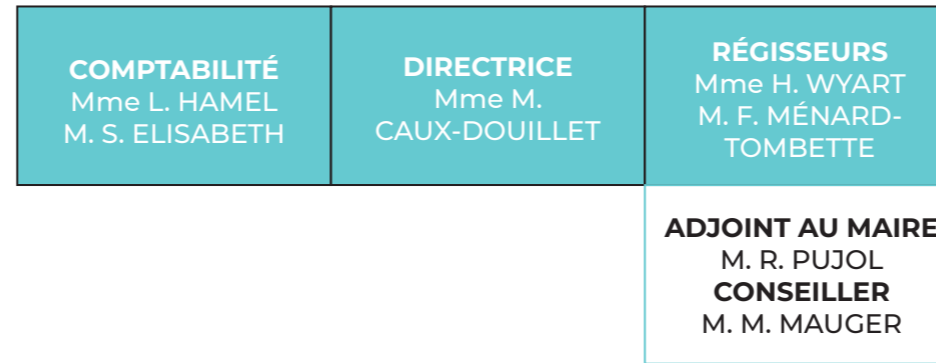 COMPTABILITÉ
Mme L. HAMEL
M. S. ELISABETH
DIRECTRICE
Mme M.
CAUX-DOUILLET
RÉGISSEURS
Mme H. WYART
M. F. MÉNARD-
TOMBETTE
ADJOINT AU MAIRE
M. R. PUJOL
CONSEILLER
M. M. MAUGER